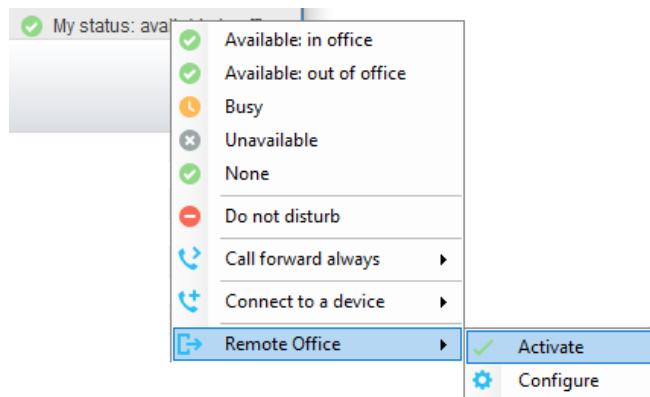 My status: ava
Available: in office
Available: out of office
Busy
Unavailable
None
Do not disturb
Call forward always
Connect to a device
Remote Office
Activate
Configure